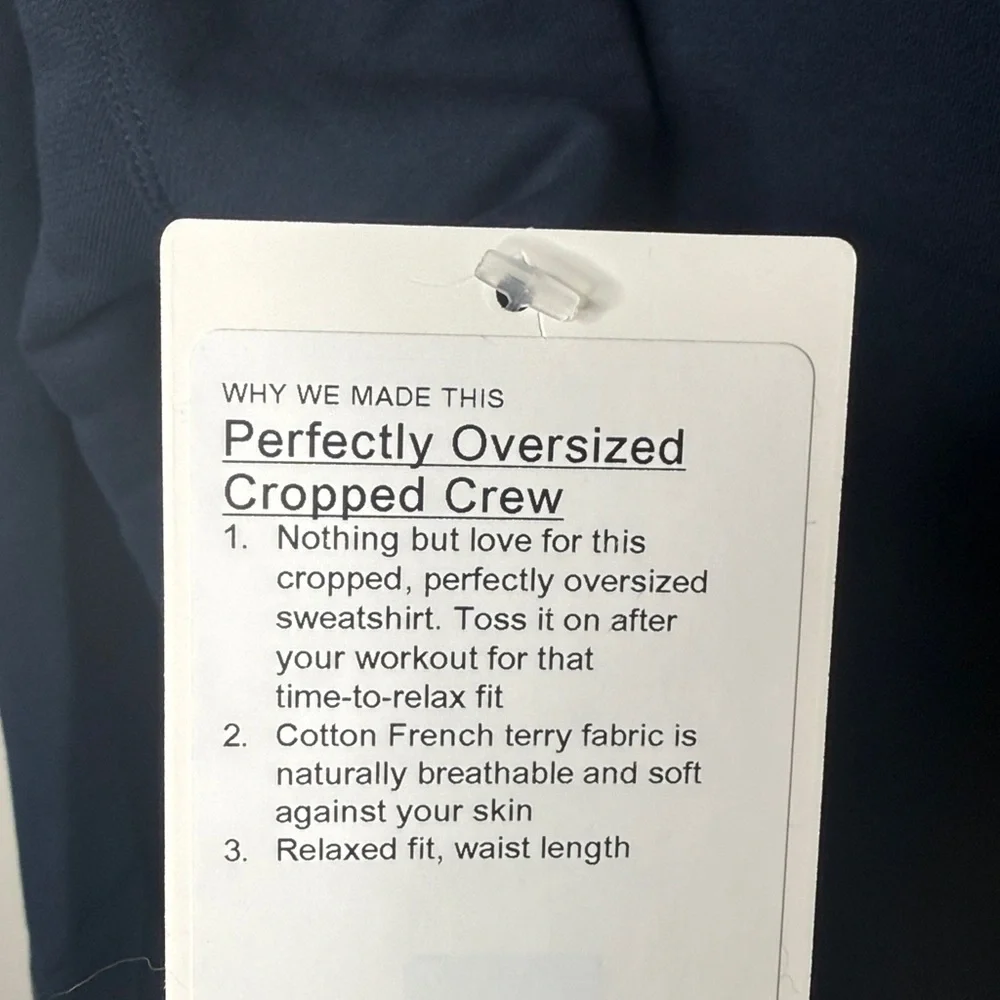 WHY WE MADE THIS
Perfectly Oversized
Cropped Crew
1. Nothing but love for this
cropped, perfectly oversized
sweatshirt. Toss it on after
your workout for that
time-to-relax fit
2. Cotton French terry fabric is
naturally breathable and soft
against your skin
3. Relaxed fit, waist length